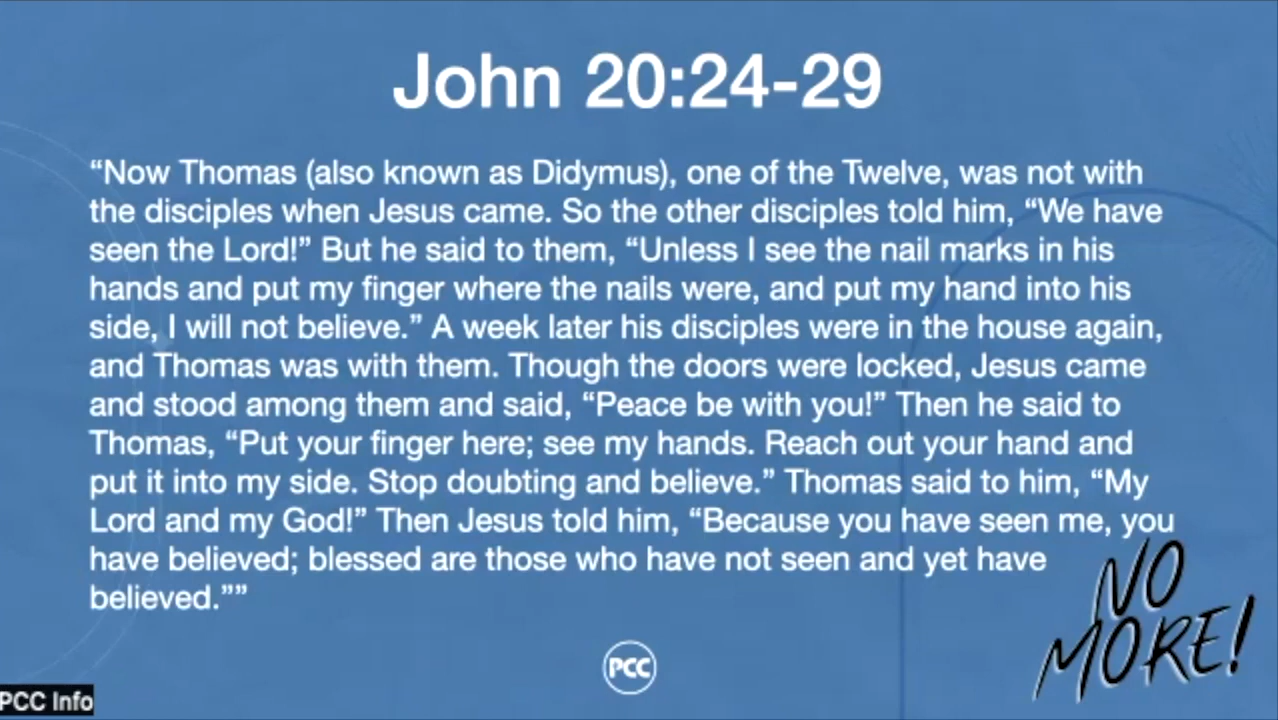 John 20:24-29
“Now Thomas (also known as Didymus), one of the Twelve, was not with
the disciples when Jesus came. So the other disciples told him, “We have
seen the Lord!” But he said to them, “Unless I see the nail marks in his
hands and put my finger where the nails were, and put my hand into his
side, I will not believe.” A week later his disciples were in the house again,
and Thomas was with them. Though the doors were locked, Jesus came
and stood among them and said, “Peace be with you!” Then he said to
Thomas, “Put your finger here; see my hands. Reach out your hand and
put it into my side. Stop doubting and believe.” Thomas said to him, “My
Lord and my God!” Then Jesus told him, “Because you have seen me, you
have believed; blessed are those who have not seen and yet have
believed.””
NO
MORE!
PCC
PCC Info